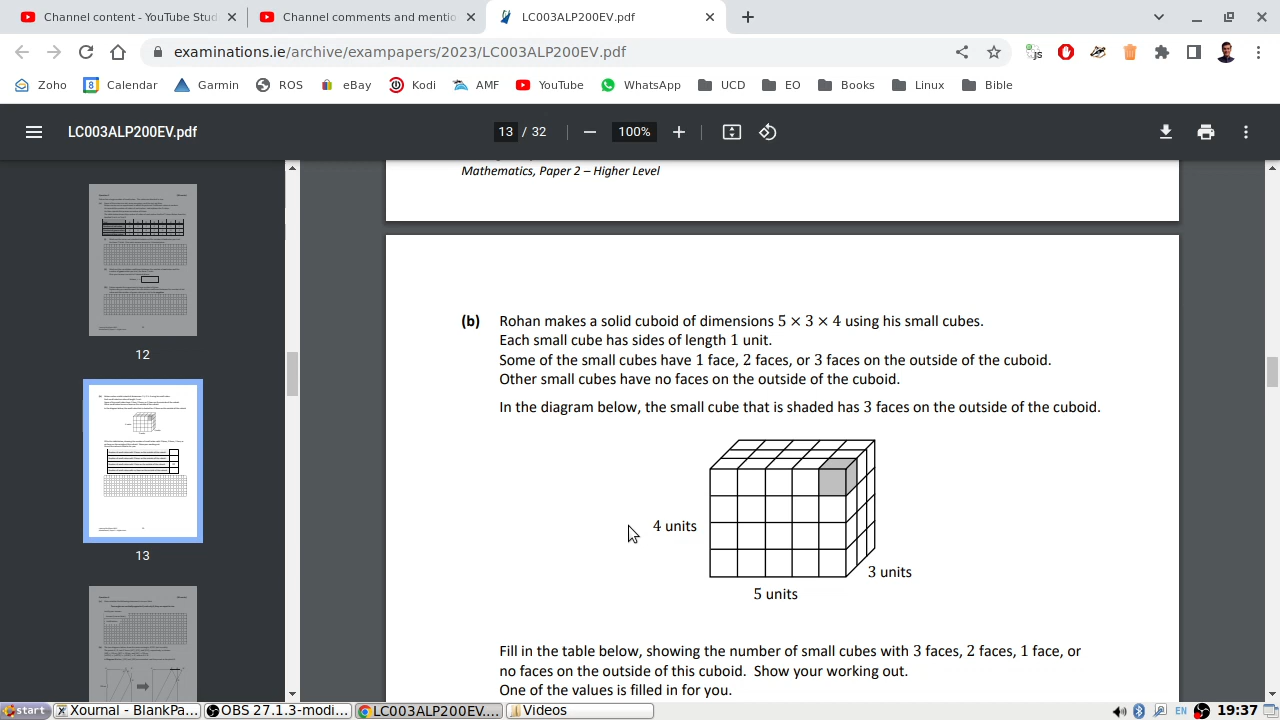 Channel content - YouTube Stud
Channel comments and mentio
LC003ALP200EV.pdf
examinations.ie/archive/exampapers/2023/LC003ALP200EV.pdf
JS
Zoho
8 Calendar
Garmin
ROS
eBay
Kodi
AMF
YouTube
WhatsApp
UCD
EO
Books
Linux
Bible
LC003ALP200EV.pdf
13 / 32
100%
12
13
Mathematics, Paper 2 – Higher Level
(b) Rohan makes a solid cuboid of dimensions 5 × 3 × 4 using his small cubes.
Each small cube has sides of length 1 unit.
Some of the small cubes have 1 face, 2 faces, or 3 faces on the outside of the cuboid.
Other small cubes have no faces on the outside of the cuboid.
In the diagram below, the small cube that is shaded has 3 faces on the outside of the cuboid.
4 units
3 units
5 units
Fill in the table below, showing the number of small cubes with 3 faces, 2 faces, 1 face, or
no faces on the outside of this cuboid. Show your working out.
One of the values is filled in for you.
start
Xournal - BlankPa...
OBS 27.1.3-modi...
LC003ALP200EV....
Videos
EN
19:37